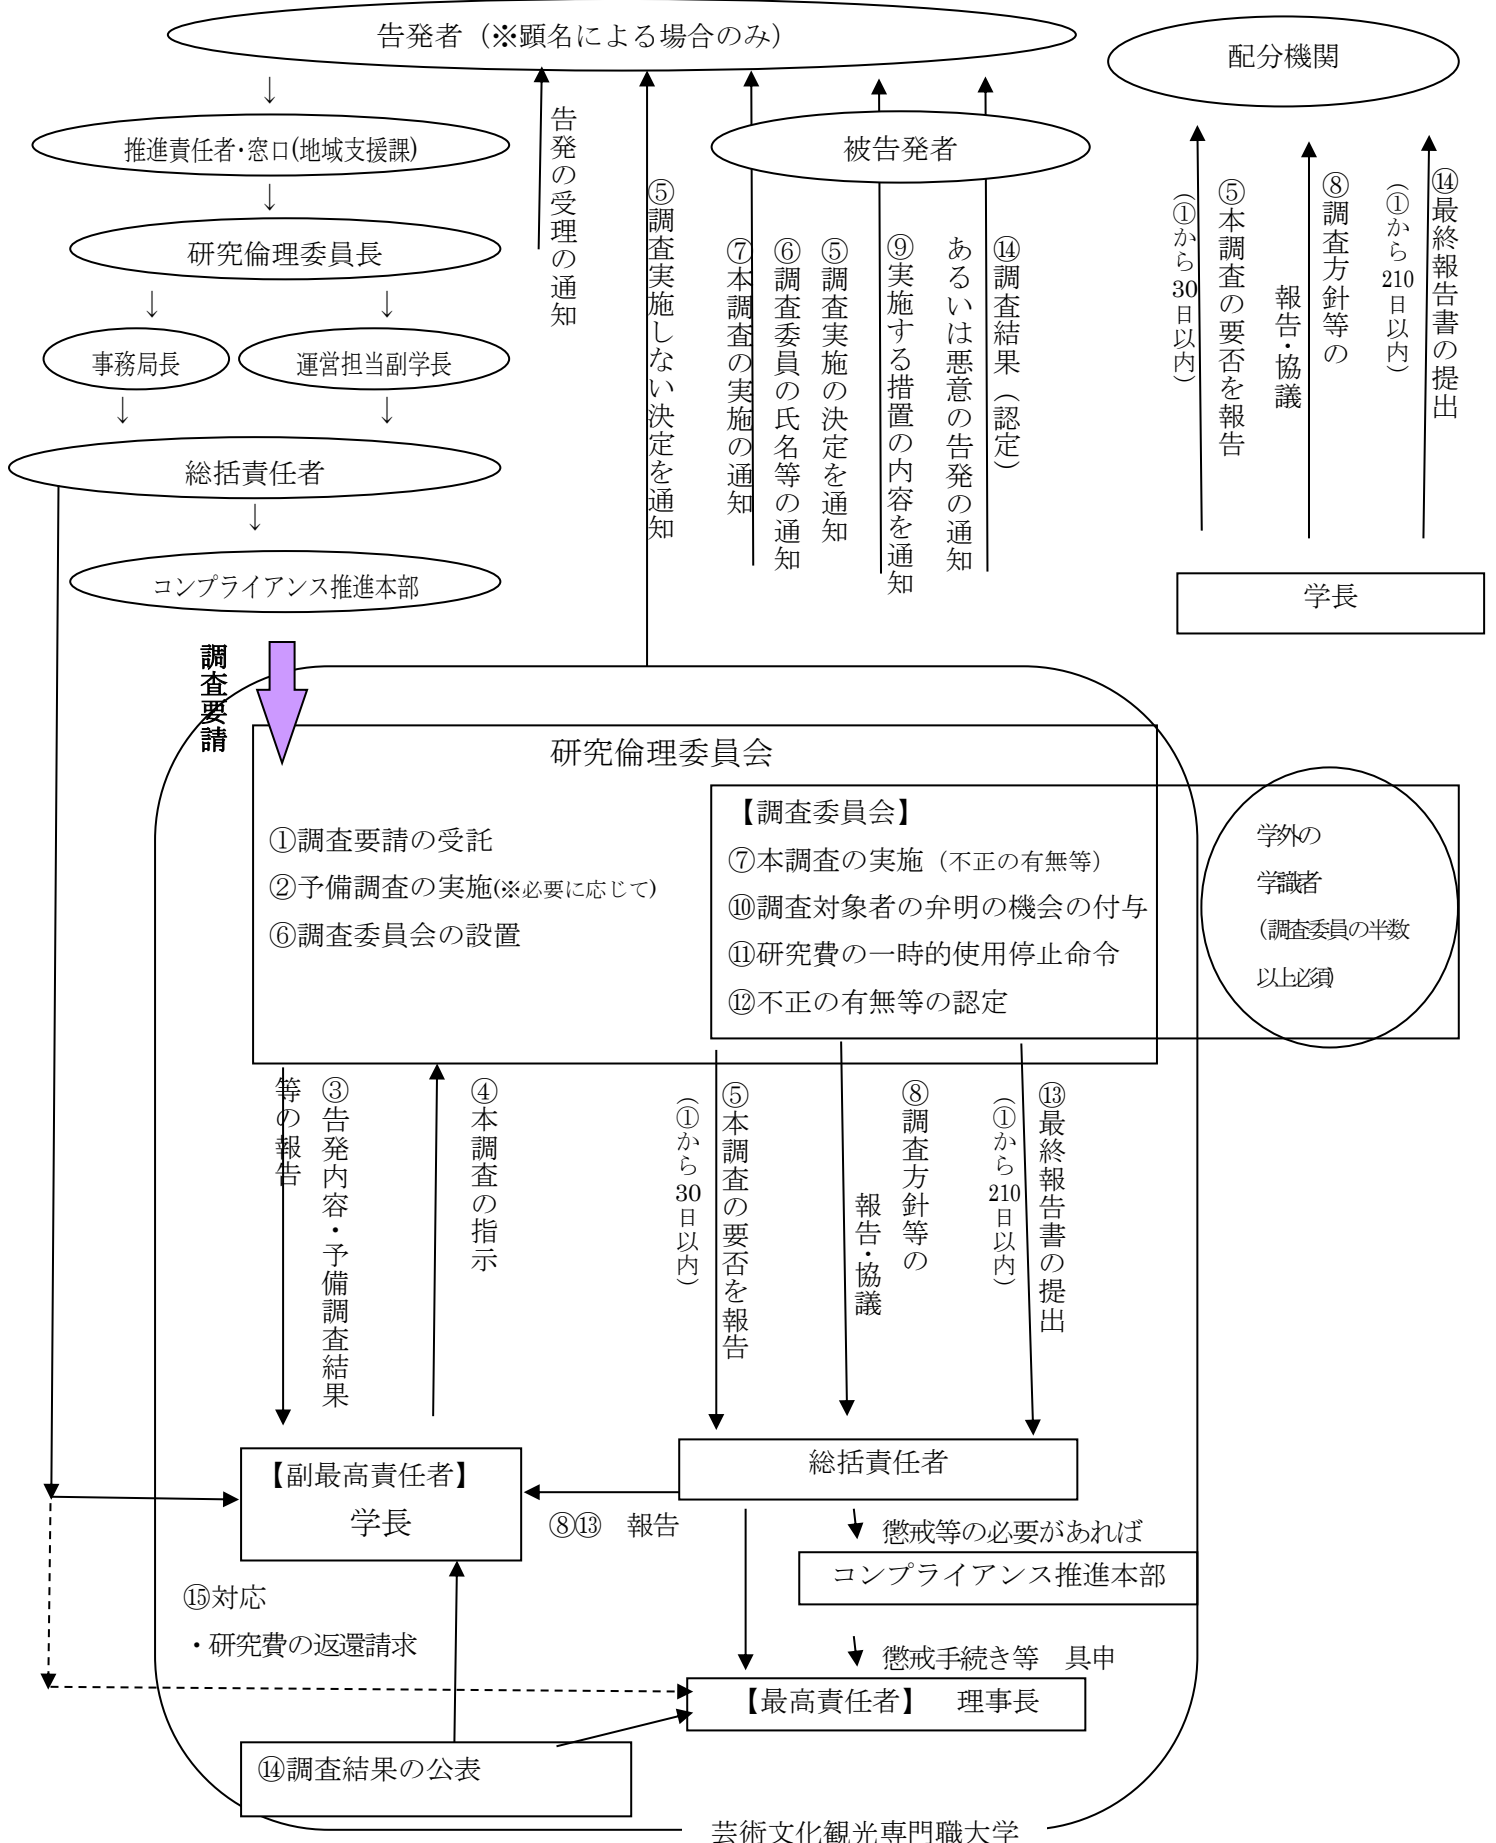 告発者（※顕名による場合のみ）
配分機関
推進責任者・窓口(地域支援課)
被告発者
研究倫理委員長
事務局長
運営担当副学長
総括責任者
コンプライアンス推進本部
告発の受理の通知
⑤調査実施しない決定を通知
⑦本調査の実施の通知
⑥調査委員の氏名等の通知
⑤調査実施の決定を通知
⑨実施する措置の内容を通知
⑭調査結果（認定）
あるいは悪意の告発の通知
⑤本調査の要否を報告
（①から30日以内）
⑧調査方針等の
報告・協議
⑭最終報告書の提出
（①から210日以内）
学長
調査要請
研究倫理委員会
①調査要請の受託
②予備調査の実施(※必要に応じて)
⑥調査委員会の設置
【調査委員会】
⑦本調査の実施（不正の有無等）
⑩調査対象者の弁明の機会の付与
⑪研究費の一時的使用停止命令
⑫不正の有無等の認定
学外の
学識者
（調査委員の半数
以上必須）
③告発内容・予備調査結果
等の報告
④本調査の指示
⑤本調査の要否を報告
（①から30日以内）
⑧調査方針等の
報告・協議
⑬最終報告書の提出
（①から210日以内）
【副最高責任者】
学長
総括責任者
⑧⑬　報告
懲戒等の必要があれば
コンプライアンス推進本部
⑮対応
・研究費の返還請求
懲戒手続き等　具申
【最高責任者】　理事長
⑭調査結果の公表
芸術文化観光専門職大学